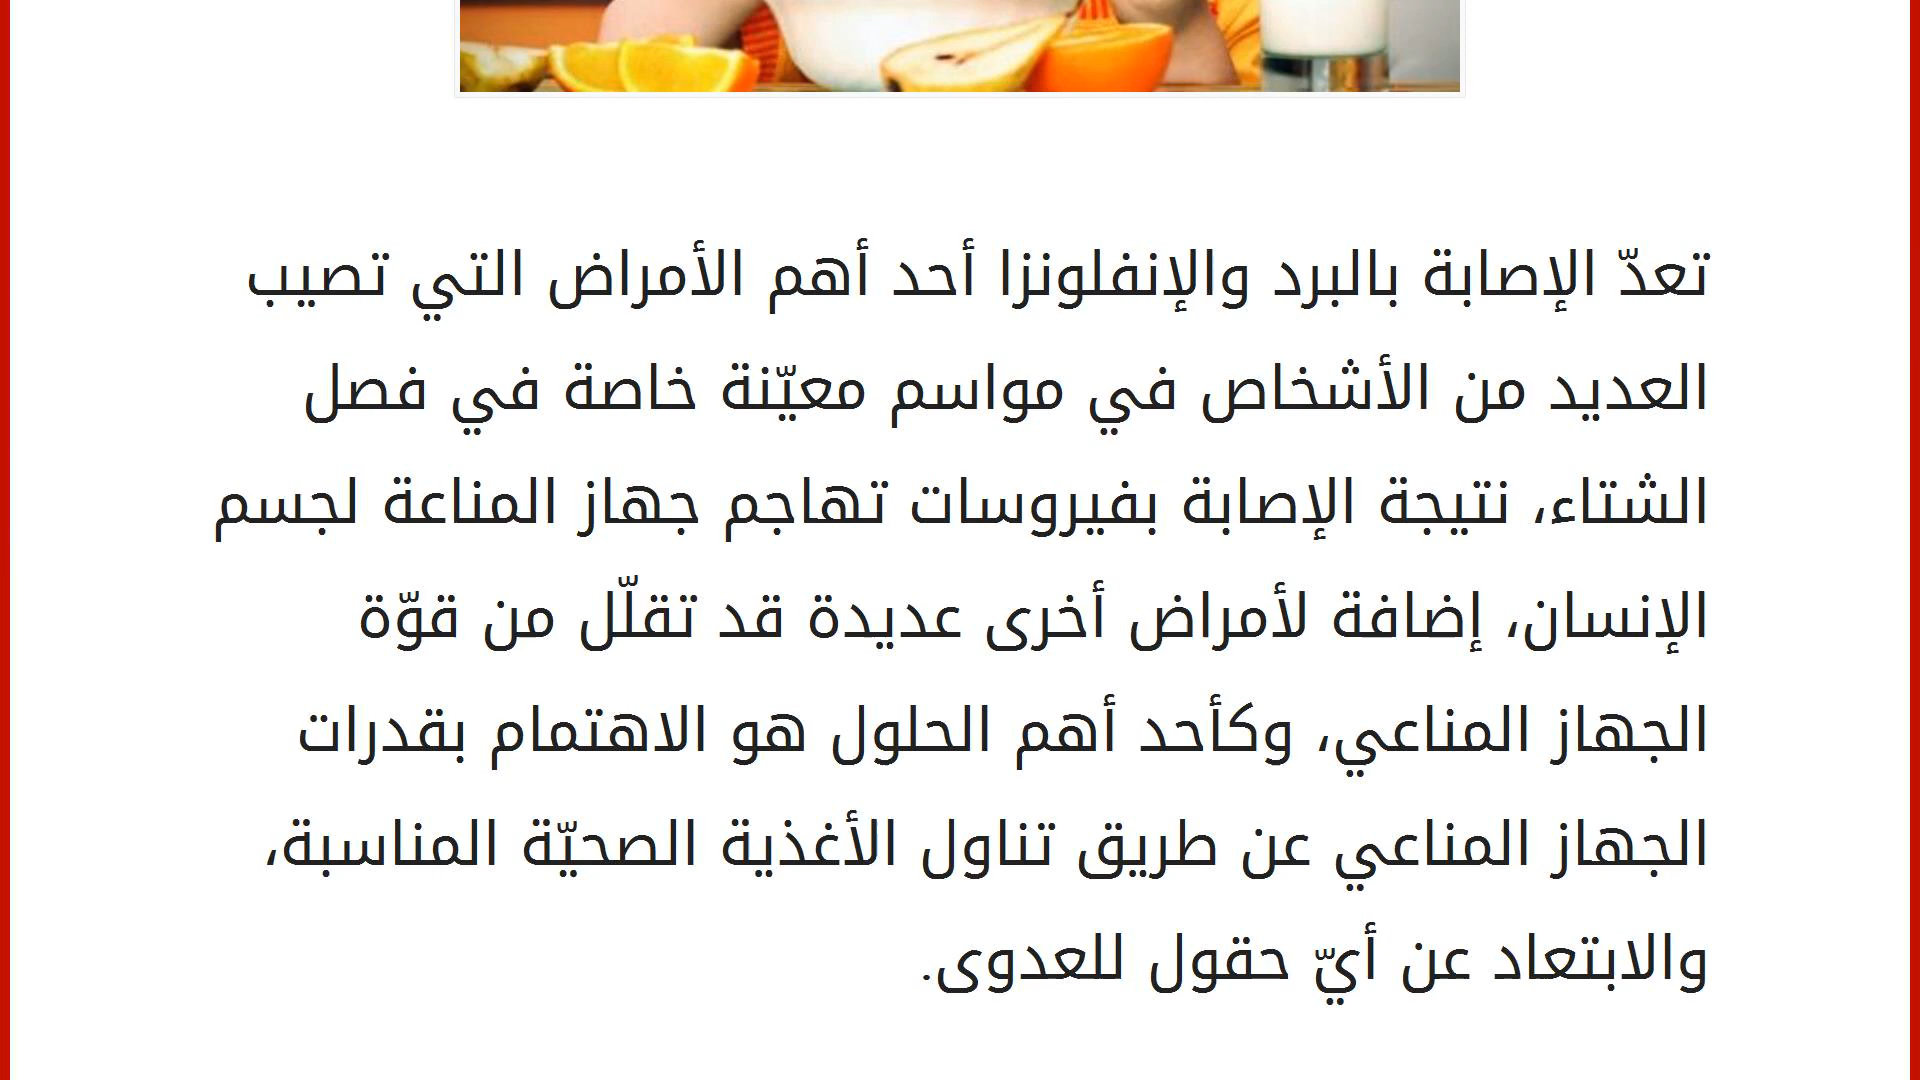 تعدّ الإصابة بالبرد والإنفلونزا أحد أهم الأمراض التي تصيب
العديد من الأشخاص في مواسم معيّنة خاصة في فصل
الشتاء، نتيجة الإصابة بفيروسات تهاجم جهاز المناعة لجسم
الإنسان، إضافة لأمراض أخرى عديدة قد تقلّل من قوّة
الجهاز المناعي، وكأحد أهم الحلول هو الاهتمام بقدرات
الجهاز المناعي عن طريق تناول الأغذية الصحيّة المناسبة،
والابتعاد عن أيّ حقول للعدوى.